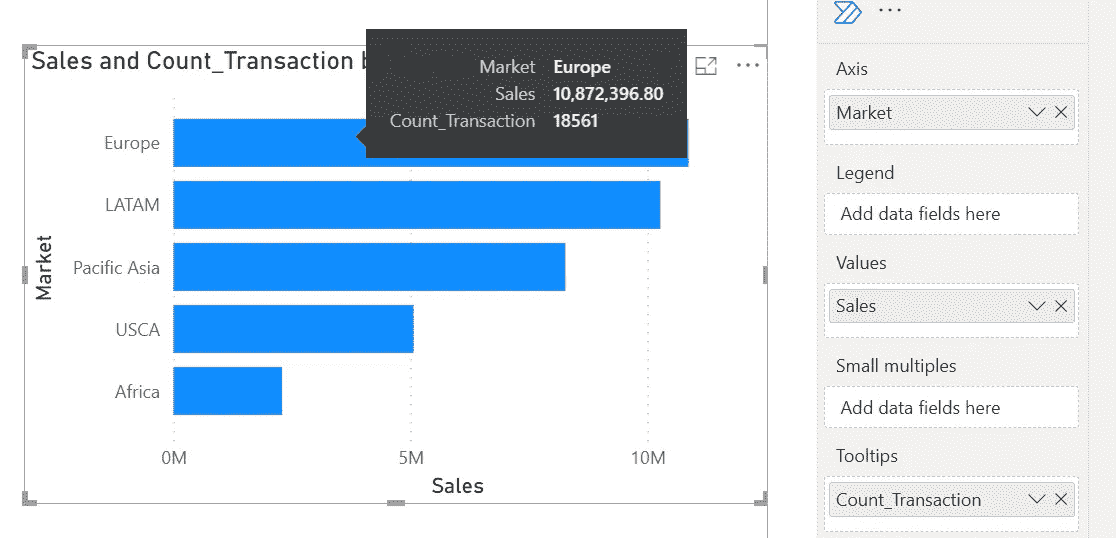 Sales and Count_Transaction b
Market Europe
Sales 10,872,396.80
Count_Transaction 18561
Market
Europe
LATAM
Pacific Asia
USCA
Africa
0M 5M 10M
Sales
Axis
Market
Legend
Add data fields here
Values
Sales
Small multiples
Add data fields here
Tooltips
Count_Transaction